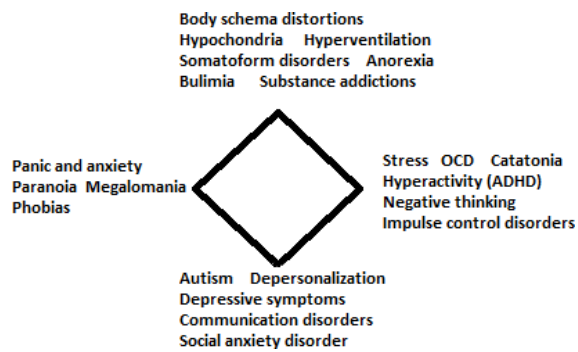 Body schema distortions
Hypochondria Hyperventilation
Somatoform disorders Anorexia
Bulimia Substance addictions
Panic and anxiety
Paranoia Megalomania
Phobias
Stress OCD Catatonia
Hyperactivity (ADHD)
Negative thinking
Impulse control disorders
Autism Depersonalization
Depressive symptoms
Communication disorders
Social anxiety disorder